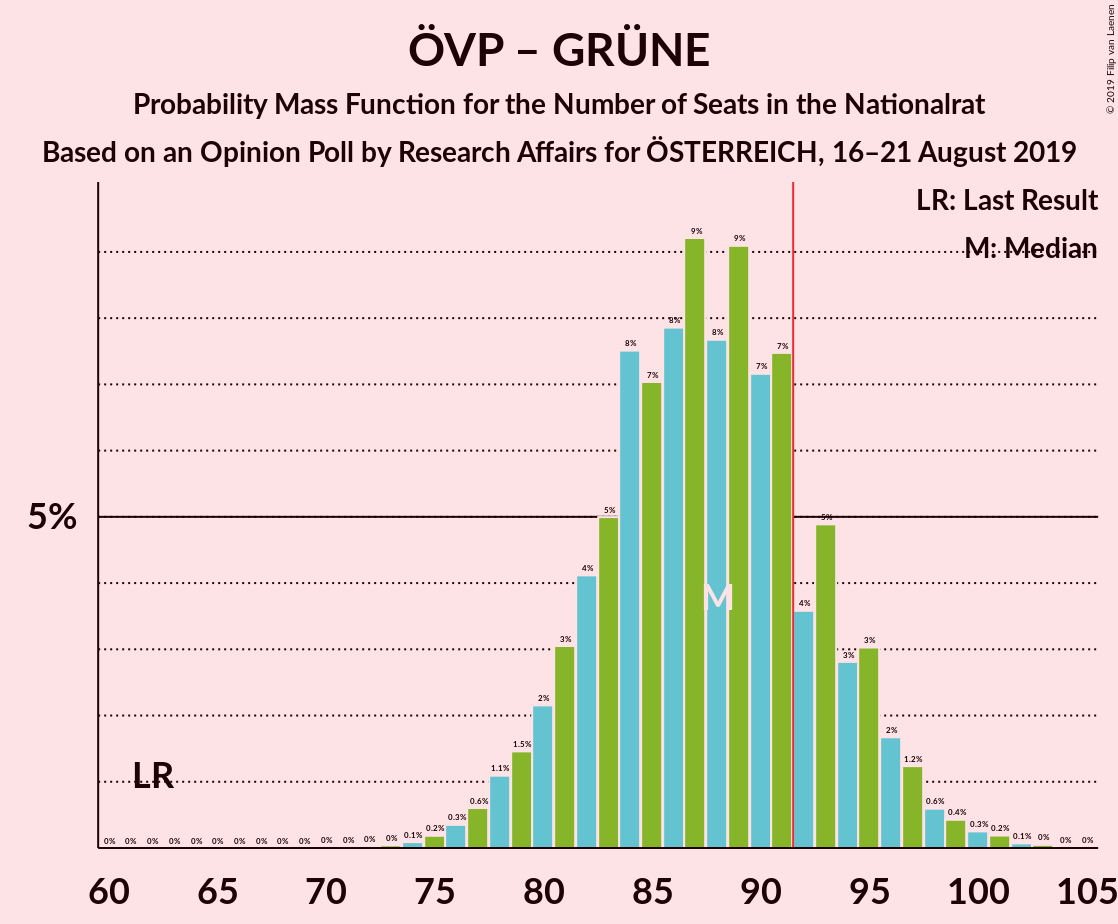 ÖVP – GRÜNE
Probability Mass Function for the Number of Seats in the Nationalrat
Based on an Opinion Poll by Research Affairs for ÖSTERREICH, 16–21 August 2019
© 2019 Filip van Laenen
LR: Last Result
M: Median
5%
LR
M
0% 0% 0% 0% 0% 0% 0% 0% 0% 0% 0% 0% 0% 0% 0.1% 0.2% 0.3% 0.6% 1.1% 1.5% 2% 3% 4% 5% 8% 7% 8% 9% 8% 9% 7% 7% 4% 5% 3% 3% 2% 1.2% 0.6% 0.4% 0.3% 0.2% 0.1% 0% 0% 0%
60 65 70 75 80 85 90 95 100 105